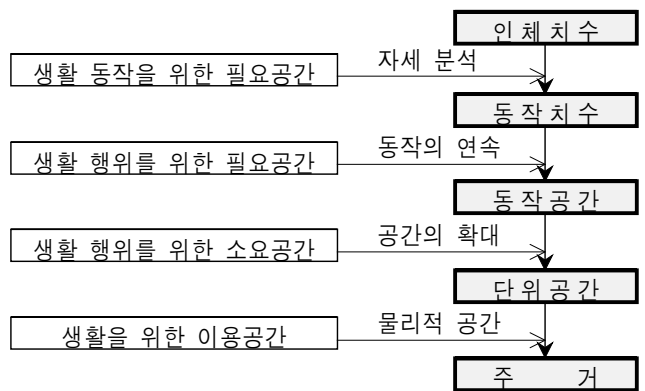 인 체 치 수
자세 분석
생활 동작을 위한 필요공간
동 작 치 수
동작의 연속
생활 행위를 위한 필요공간
동 작 공 간
공간의 확대
생활 행위를 위한 소요공간
단 위 공 간
물리적 공간
생활을 위한 이용공간
주 거